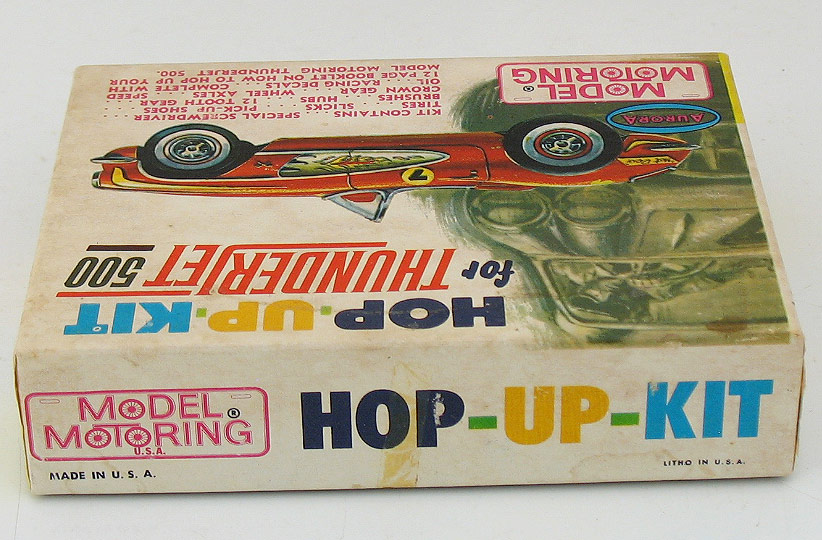 MODEL
MOTORING
AURORA
KIT CONTAINS . . . . . SPECIAL SCREWDRIVER
TIRES . . . . . SLICKS . . . . . PICK-UP SHOES . . . . .
BRUSHES . . . . . HUBS . . . . . 12 TOOTH GEAR
CROWN GEAR . . . . WHEEL AXLES . . . . SPEED
OIL . . . . RACING DECALS . . . . COMPLETE WITH
12 PAGE BOOKLET ON HOW TO HOP UP YOUR
MODEL MOTORING THUNDERJET 500.
7
HOP-UP-KIT
for THUNDERJET 500
MODEL
MOTORING ®
U.S.A.
MADE IN U. S. A.
HOP-UP-KIT
LITHO IN U.S.A.